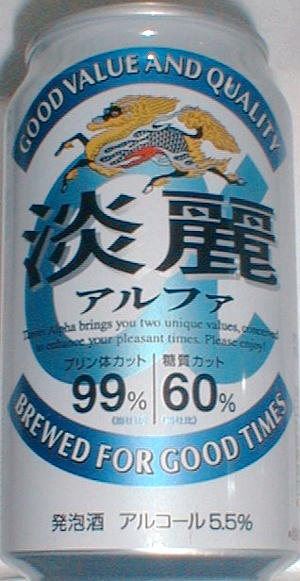 GOOD VALUE AND QUALITY
淡麗
アルファ
Tanrei Alpha brings you two unique values, conceived
to enhance your pleasant times. Please enjoy!
プリン体カット 糖質カット
99% 60%
BREWED FOR GOOD TIMES
発泡酒 アルコール5.5%